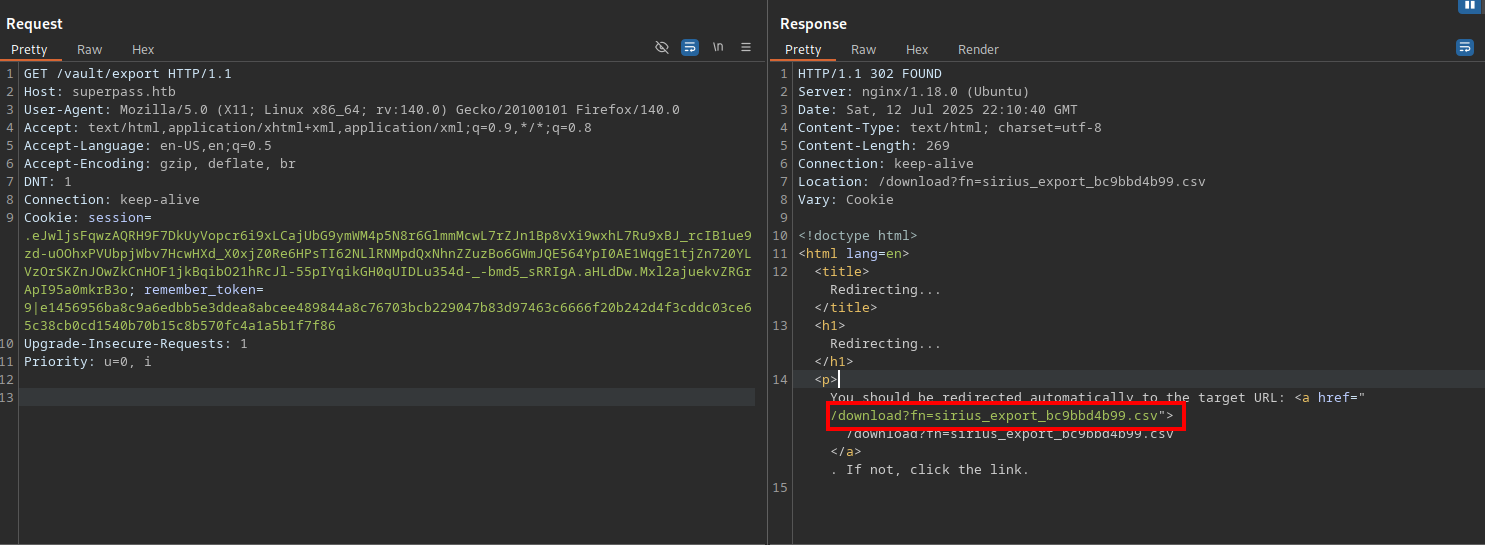 Request
Pretty Raw Hex
\n
1 GET /vault/export HTTP/1.1
2 Host: superpass.htb
3 User-Agent: Mozilla/5.0 (X11; Linux x86_64; rv:140.0) Gecko/20100101 Firefox/140.0
4 Accept: text/html,application/xhtml+xml,application/xml;q=0.9,*/*;q=0.8
5 Accept-Language: en-US,en;q=0.5
6 Accept-Encoding: gzip, deflate, br
7 DNT: 1
8 Connection: keep-alive
9 Cookie: session=
.eJwljsFqwzAQRH9F7DkUyVopcr6i9xLCajUbG9ymWM4p5N8r6GlmmMcwL7rZJn1Bp8vXi9wxhL7Ru9xBJ_rcIB1ue9
zd-uOOhxPVUbpjWbv7HcwHXd_X0xjZ0Re6HPsTI62NLlRNMpdQxNhnZZuzBo6GWmJQE564YpI0AE1WqgE1tjZn720YL
VzOrSKZnJOwZkCnHOF1jkBqibO21hRcJl-55pIYqikGH0qUIDLu354d-_-bmd5_sRRIgA.aHLdDw.Mxl2ajuekvZRGr
ApI95a0mkrB3o; remember_token=
9|e1456956ba8c9a6edbb5e3ddea8abcee489844a8c76703bcb229047b83d97463c6666f20b242d4f3cddc03ce6
5c38cb0cd1540b70b15c8b570fc4a1a5b1f7f86
10 Upgrade-Insecure-Requests: 1
11 Priority: u=0, i
12
13
Response
Pretty Raw Hex Render
1 HTTP/1.1 302 FOUND
2 Server: nginx/1.18.0 (Ubuntu)
3 Date: Sat, 12 Jul 2025 22:10:40 GMT
4 Content-Type: text/html; charset=utf-8
5 Content-Length: 269
6 Connection: keep-alive
7 Location: /download?fn=sirius_export_bc9bbd4b99.csv
8 Vary: Cookie
9
10 <!doctype html>
11 <html lang=en>
12 <title>
Redirecting...
</title>
13 <h1>
Redirecting...
</h1>
14 <p>
You should be redirected automatically to the target URL: <a href="
/download?fn=sirius_export_bc9bbd4b99.csv">
/download?fn=sirius_export_bc9bbd4b99.csv
</a>
. If not, click the link.
15